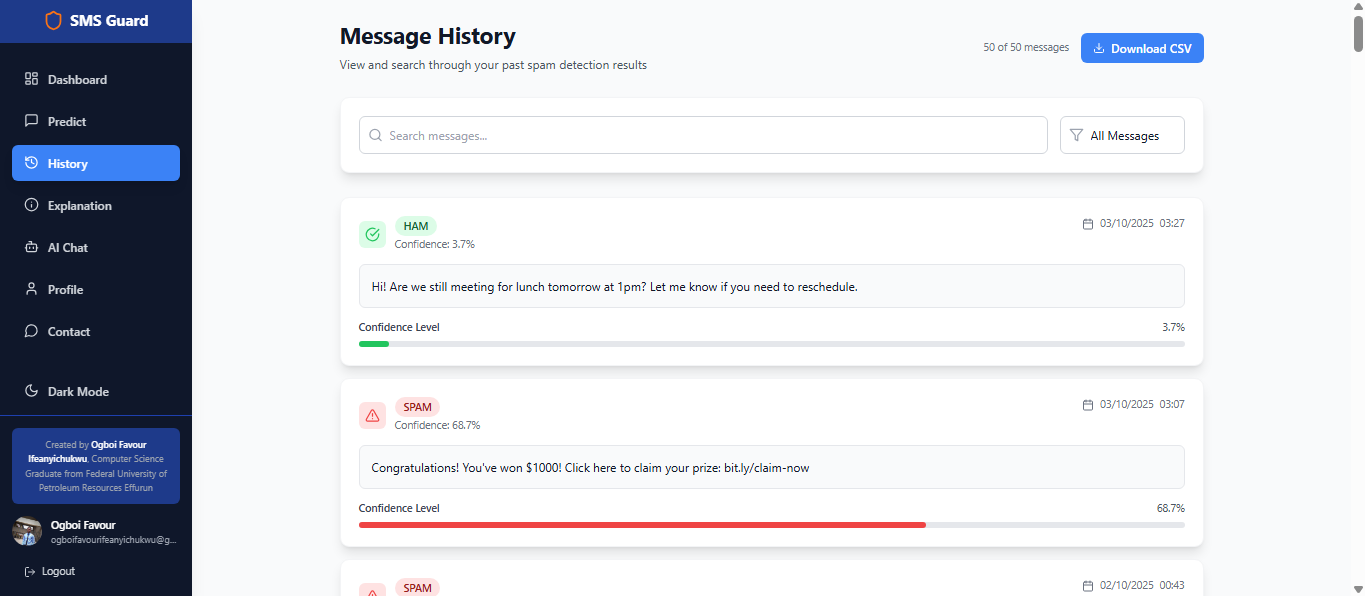 SMS Guard
Dashboard
Predict
History
Explanation
AI Chat
Profile
Contact
Dark Mode
Created by Ogboi Favour
Ifeanyichukwu, Computer Science
Graduate from Federal University of
Petroleum Resources Effurun
Ogboi Favour
ogboifavourifeanyichukwu@g...
Logout
Message History
View and search through your past spam detection results
50 of 50 messages
Download CSV
Search messages...
All Messages
HAM
Confidence: 3.7%
03/10/2025 03:27
Hi! Are we still meeting for lunch tomorrow at 1pm? Let me know if you need to reschedule.
Confidence Level
3.7%
SPAM
Confidence: 68.7%
03/10/2025 03:07
Congratulations! You've won $1000! Click here to claim your prize: bit.ly/claim-now
Confidence Level
68.7%
SPAM
02/10/2025 00:43